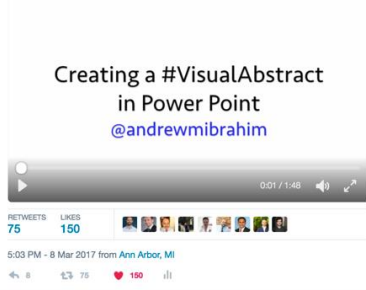 Creating a #VisualAbstract
in Power Point
@andrewmibrahim
0:01 / 1:48
RETWEETS LIKES
75 150
5:03 PM - 8 Mar 2017 from Ann Arbor, MI
8 75 150